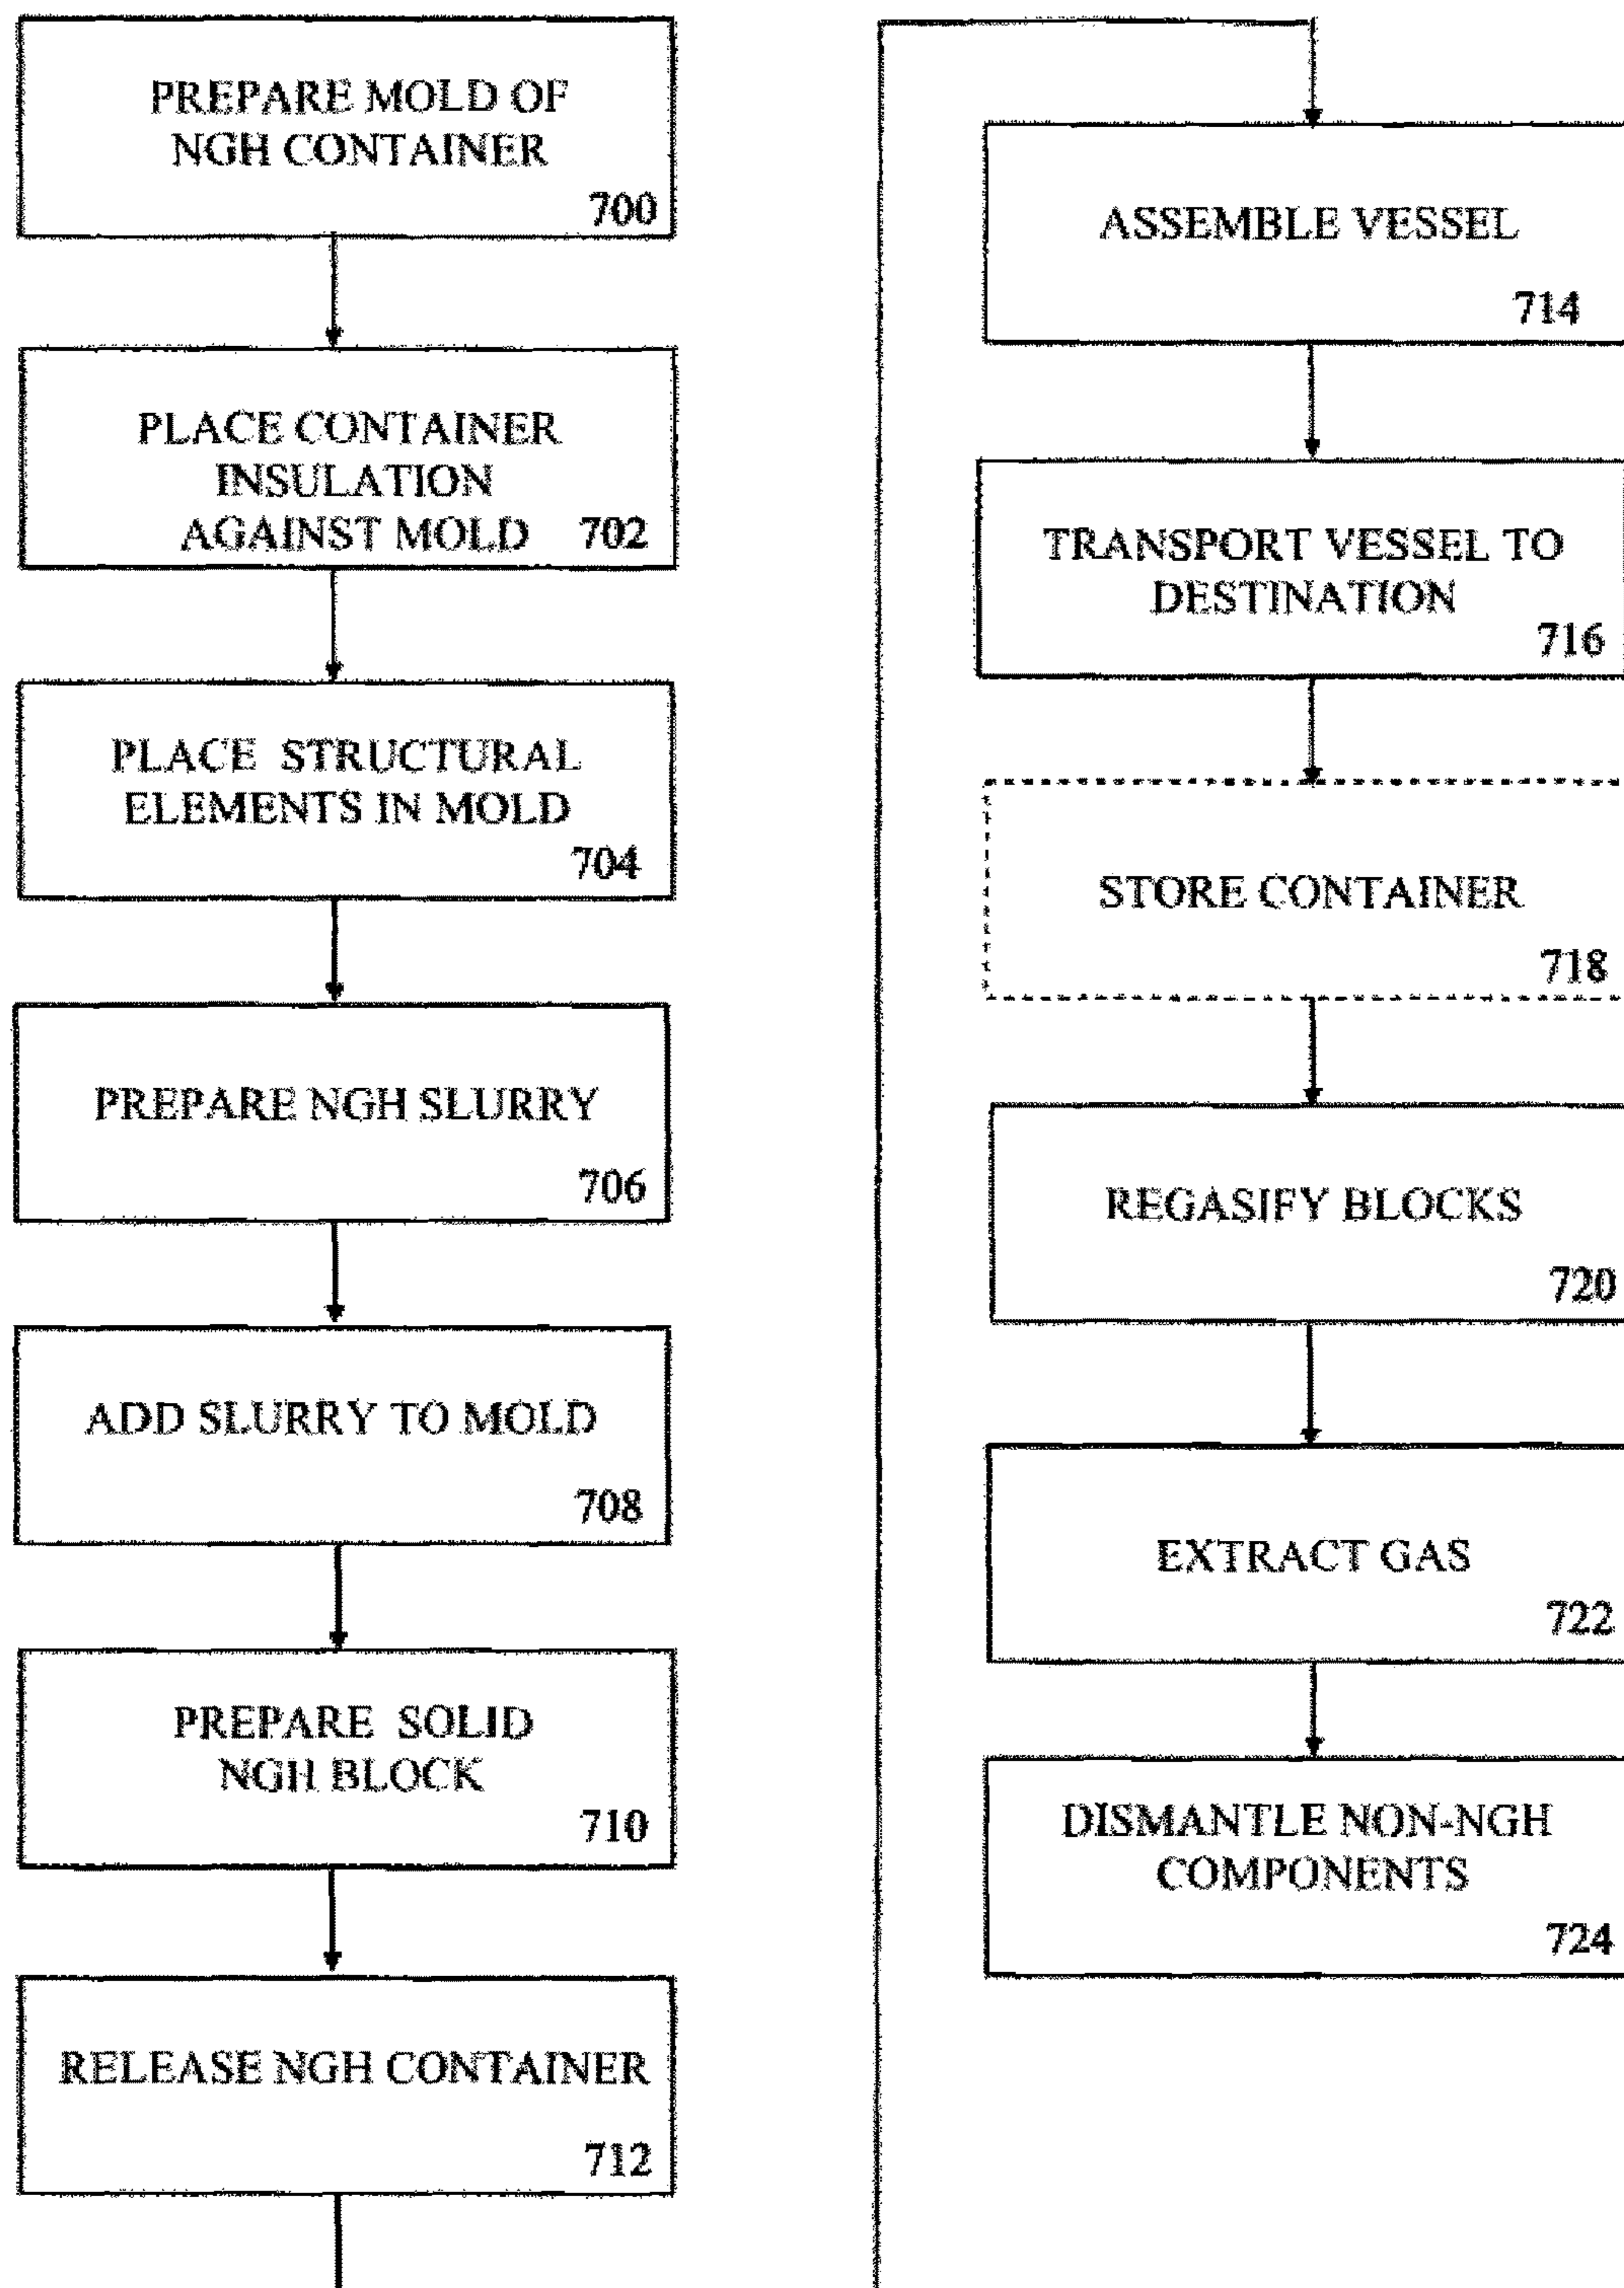 PREPARE MOLD OF
NGH CONTAINER
700
PLACE CONTAINER
INSULATION
AGAINST MOLD 702
PLACE STRUCTURAL
ELEMENTS IN MOLD
704
PREPARE NGH SLURRY
706
ADD SLURRY TO MOLD
708
PREPARE SOLID
NGH BLOCK
710
RELEASE NGH CONTAINER
712
ASSEMBLE VESSEL
714
TRANSPORT VESSEL TO
DESTINATION
716
STORE CONTAINER
718
REGASIFY BLOCKS
720
EXTRACT GAS
722
DISMANTLE NON-NGH
COMPONENTS
724